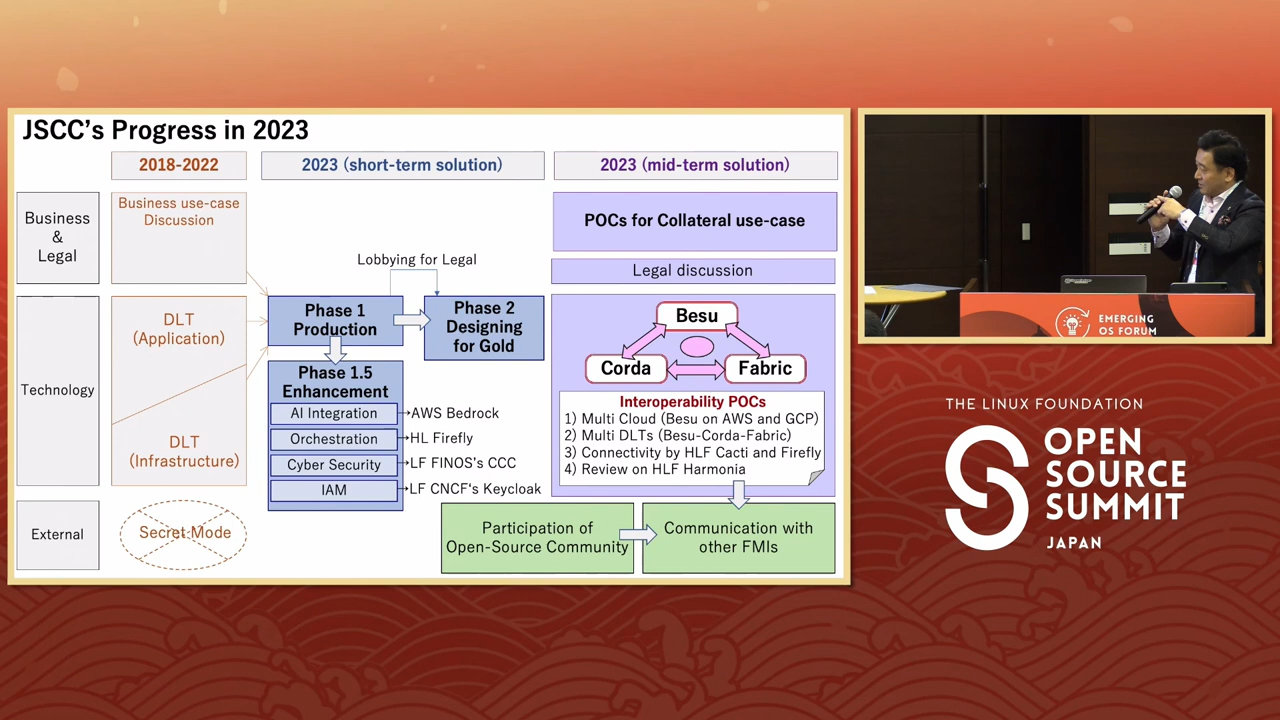 JSCC's Progress in 2023
2018-2022
2023 (short-term solution)
2023 (mid-term solution)
Business
&
Legal
Business use-case
Discussion
POCs for Collateral use-case
Lobbying for Legal
Legal discussion
Technology
DLT
(Application)
DLT
(Infrastructure)
Phase 1
Production
Phase 2
Designing
for Gold
Phase 1.5
Enhancement
AI Integration
AWS Bedrock
Orchestration
HL Firefly
Cyber Security
LF FINOS's CCC
IAM
LF CNCF's Keycloak
Besu
Corda
Fabric
Interoperability POCs
1) Multi Cloud (Besu on AWS and GCP)
2) Multi DLTs (Besu-Corda-Fabric)
3) Connectivity by HLF Cacti and Firefly
4) Review on HLF Harmonia
External
Secret Mode
Participation of
Open-Source Community
Communication with
other FMIs
EMERGING
OS FORUM
THE LINUX FOUNDATION
OPEN
SOURCE
SUMMIT
JAPAN